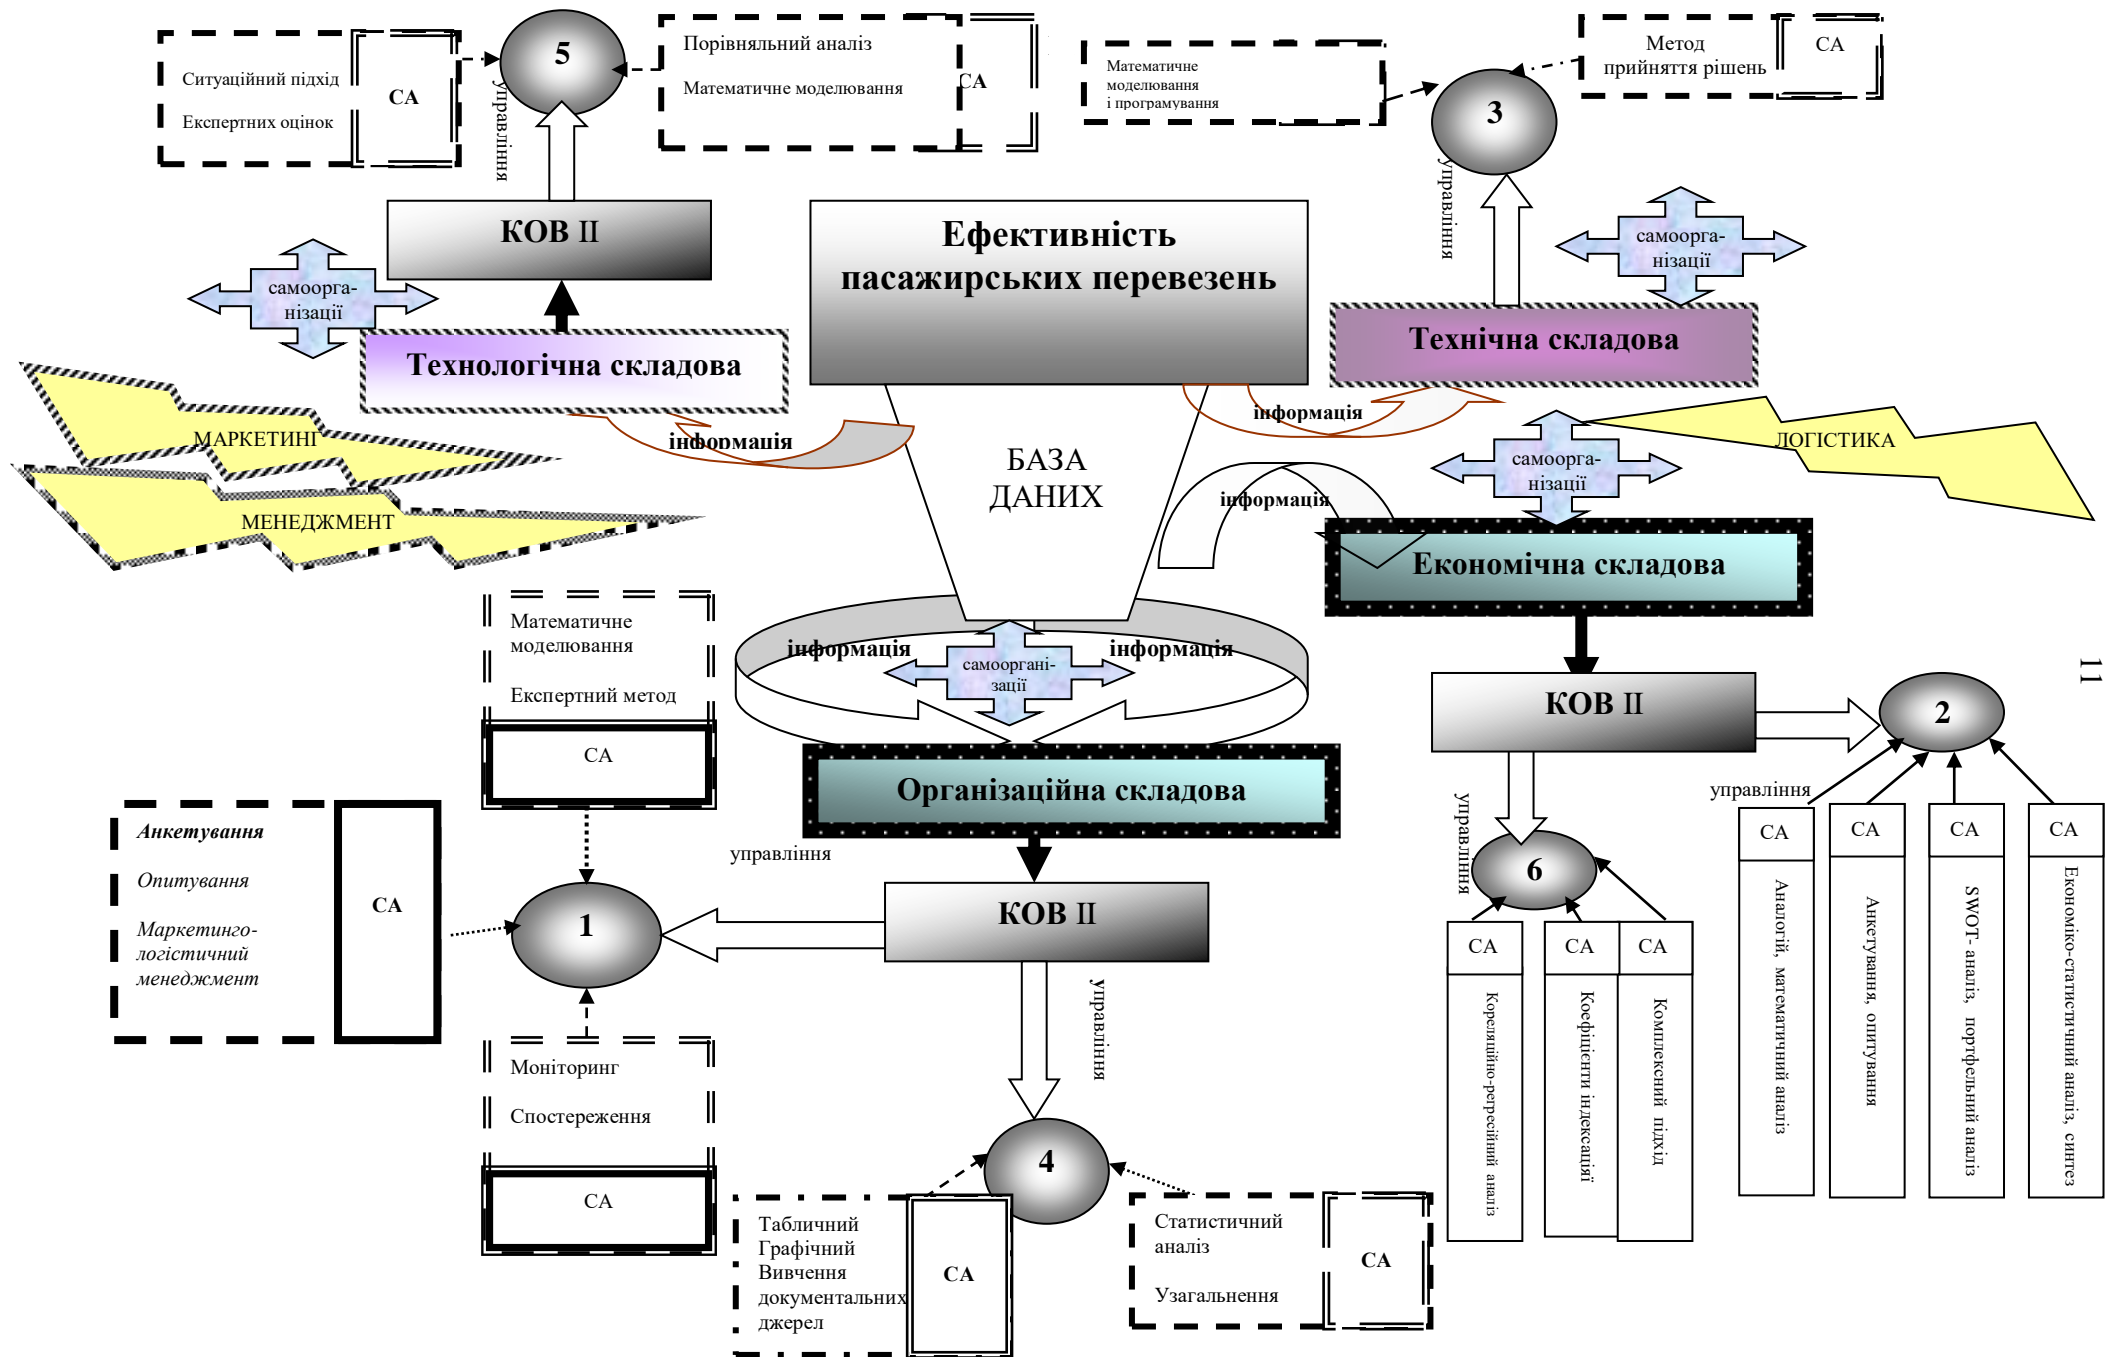 5
Ситуаційний підхід
Експертних оцінок
СА
управління
Порівняльний аналіз
Математичне моделювання
СА
Математичне
моделювання
і програмування
3
Метод
прийняття рішень
СА
управління
КОВ II
самоорга-
нізації
Технологічна складова
Ефективність
пасажирських перевезень
самоорга-
нізації
Технічна складова
МАРКЕТИНГ
МЕНЕДЖМЕНТ
інформація
БАЗА
ДАНИХ
інформація
інформація
самоорга-
нізації
ЛОГІСТИКА
Економічна складова
Математичне
моделювання
Експертний метод
СА
інформація
інформація
самооргані-
зації
Організаційна складова
КОВ II
2
11
управління
управління
6
СА
Аналогій, математичний аналіз
СА
Анкетування, опитування
СА
SWOT- аналіз, портфельний аналіз
СА
Економіко-статистичний аналіз, синтез
СА
Кореляційно-регресійний аналіз
СА
Коефіцієнти індексації
СА
Комплексний підхід
Анкетування
Опитування
Маркетинго-
логістичний
менеджмент
СА
1
управління
КОВ II
управління
Моніторинг
Спостереження
СА
4
Табличний
Графічний
Вивчення
документальних
джерел
СА
Статистичний
аналіз
Узагальнення
СА